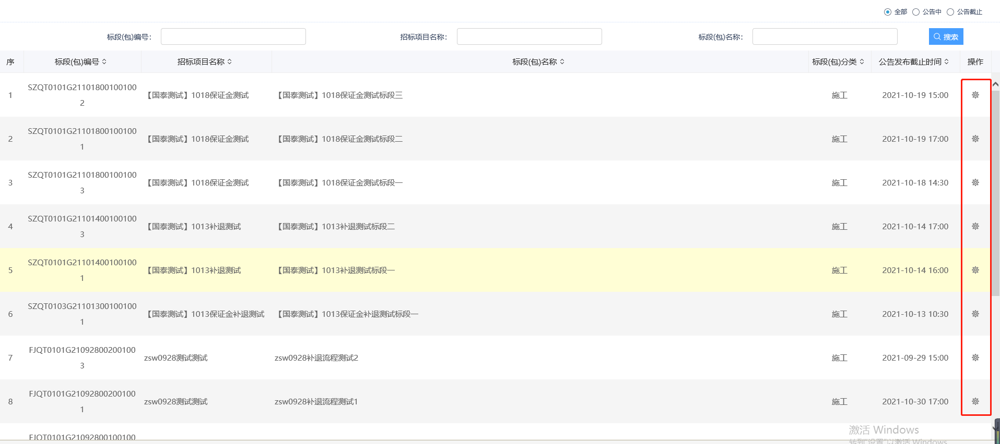 全部 公告中 公告截止
标段(包)编号： 招标项目名称： 标段(包)名称： 搜索
序 标段(包)编号 招标项目名称 标段(包)名称 标段(包)分类 公告发布截止时间 操作
1 SZQT0101G21101800100100 【国泰测试】1018保证金测试 【国泰测试】1018保证金测试标段三 施工 2021-10-19 15:00
2
2 SZQT0101G21101800100100 【国泰测试】1018保证金测试 【国泰测试】1018保证金测试标段二 施工 2021-10-19 17:00
1
3 SZQT0101G21101800100100 【国泰测试】1018保证金测试 【国泰测试】1018保证金测试标段一 施工 2021-10-18 14:30
3
4 SZQT0101G21101400100100 【国泰测试】1013补退测试 【国泰测试】1013补退测试标段二 施工 2021-10-14 17:00
3
5 SZQT0101G21101400100100 【国泰测试】1013补退测试 【国泰测试】1013补退测试标段一 施工 2021-10-14 16:00
1
6 SZQT0103G21101300100100 【国泰测试】1013保证金补退测试 【国泰测试】1013保证金补退测试标段一 施工 2021-10-13 10:30
1
7 FJQT0101G21092800200100 zsw0928测试测试 zsw0928补退流程测试2 施工 2021-09-29 15:00
3
8 FJQT0101G21092800200100 zsw0928测试测试 zsw0928补退流程测试1 施工 2021-10-30 17:00
1
FJQT0101G21092800100100
激活 Windows
转到"设置"以激活 Windows